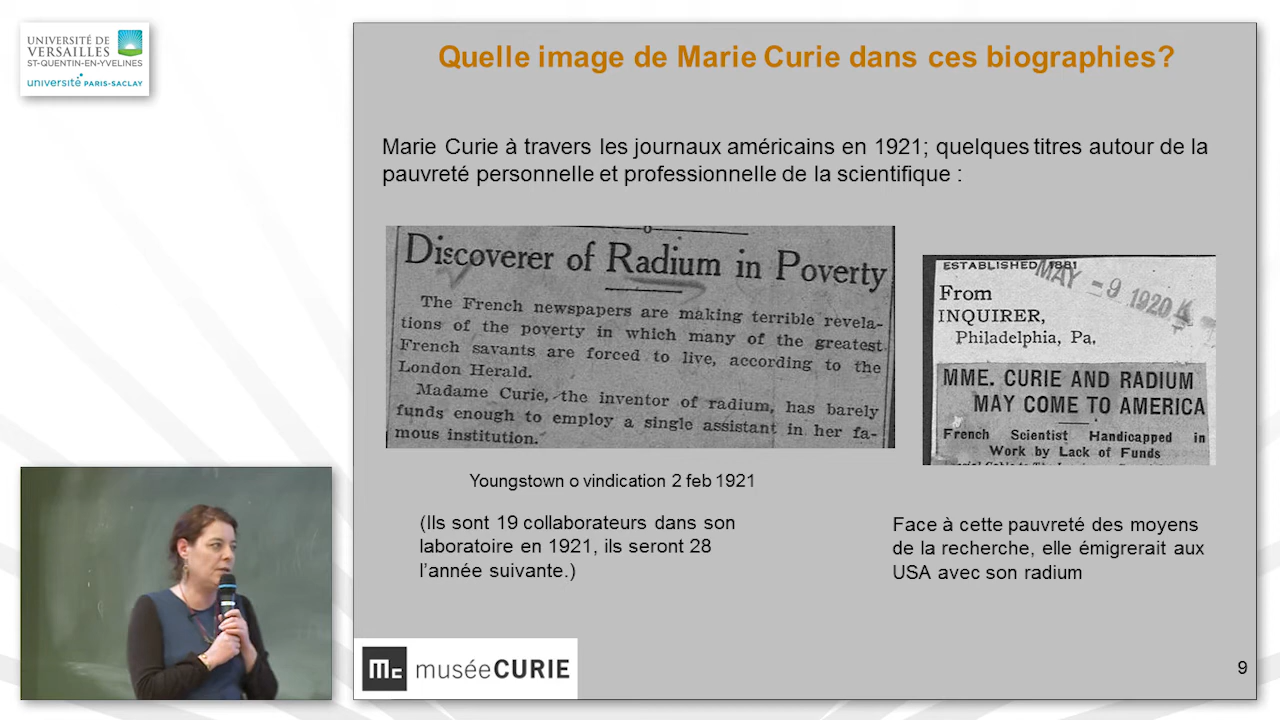 UNIVERSITÉ DE
VERSAILLES
ST-QUENTIN-EN-YVELINES
université PARIS-SACLAY
Quelle image de Marie Curie dans ces biographies?
Marie Curie à travers les journaux américains en 1921; quelques titres autour de la
pauvreté personnelle et professionnelle de la scientifique :
Discoverer of Radium in Poverty
The French newspapers are making terrible revela-
tions of the poverty in which many of the greatest
French savants are forced to live, according to the
London Herald.
Madame Curie, the inventor of radium, has barely
funds enough to employ a single assistant in her fa-
mous institution.
Youngstown o vindication 2 feb 1921
(Ils sont 19 collaborateurs dans son
laboratoire en 1921, ils seront 28
l'année suivante.)
ESTABLISHED 1881
MAY -9 1920
From
INQUIRER,
Philadelphia, Pa,
MME. CURIE AND RADIUM
MAY COME TO AMERICA
French Scientist Handicapped in
Work by Lack of Funds
Face à cette pauvreté des moyens
de la recherche, elle émigrerait aux
USA avec son radium
Mc muséeCURIE
9